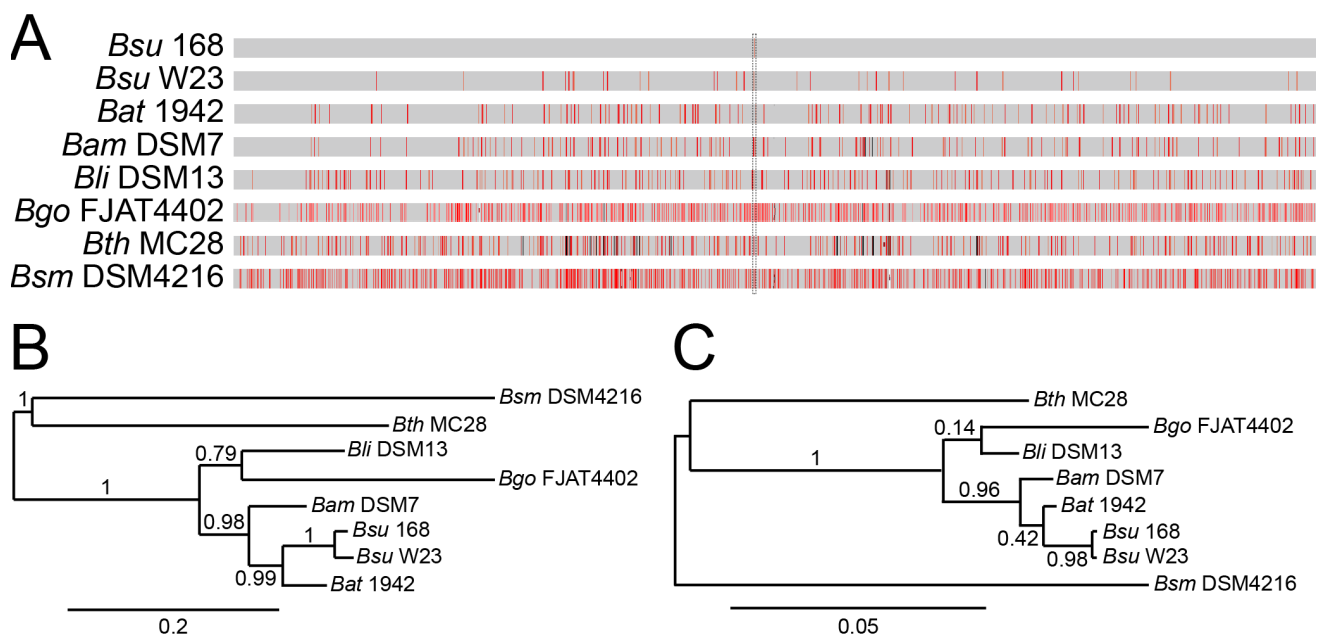 A
Bsu 168
Bsu W23
Bat 1942
Bam DSM7
Bli DSM13
Bgo FJAT4402
Bth MC28
Bsm DSM4216
B
1
Bsm DSM4216
Bth MC28
0.79
Bli DSM13
1
Bgo FJAT4402
Bam DSM7
0.98
1
Bsu 168
Bsu W23
0.99
Bat 1942
0.2
C
Bth MC28
0.14
Bgo FJAT4402
1
Bli DSM13
0.96
Bam DSM7
Bat 1942
0.42
Bsu 168
0.98
Bsu W23
Bsm DSM4216
0.05